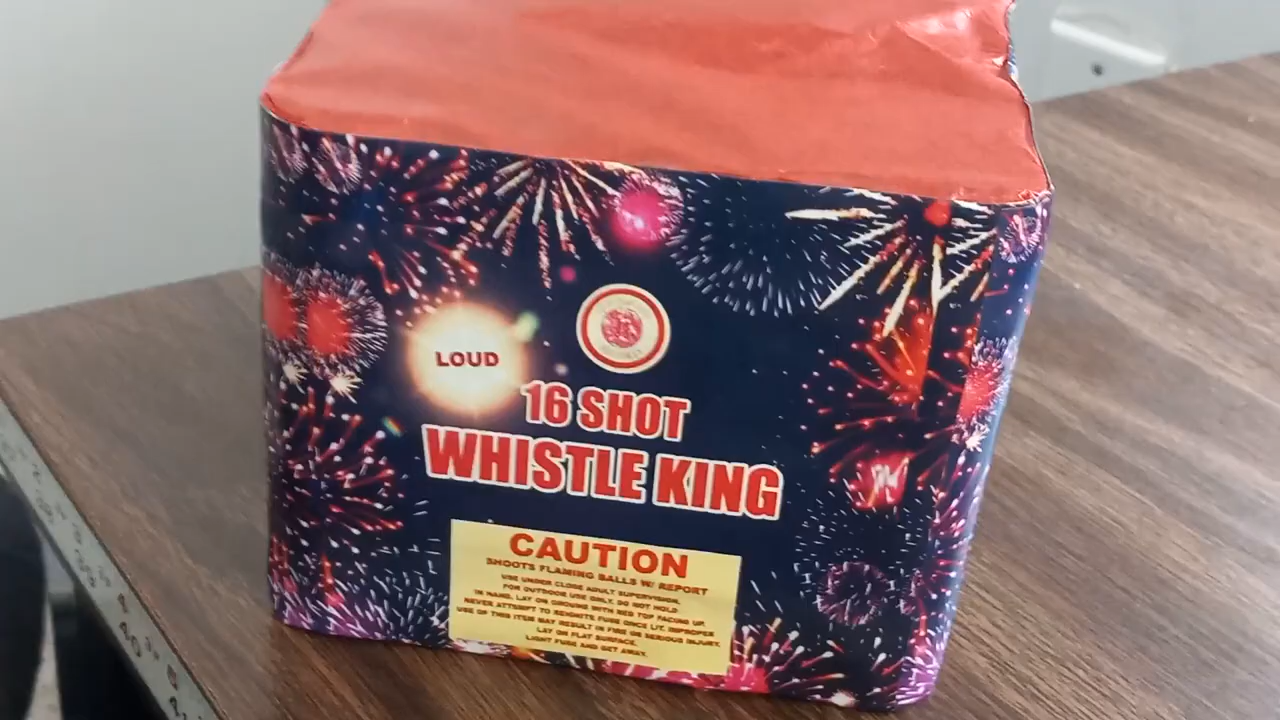 LOUD
16 SHOT
WHISTLE KING
CAUTION
SHOOTS FLAMING BALLS W/ REPORT
USE UNDER CLOSE ADULT SUPERVISION.
FOR OUTDOOR USE ONLY. DO NOT HOLD
IN HAND, LAY ON GROUND WITH RED TOP FACING UP.
NEVER ATTEMPT TO REIGNITE FUSE ONCE LIT. IMPROPER
USE OF THIS ITEM MAY RESULT IN FIRE OR SERIOUS INJURY.
LAY ON FLAT SURFACE.
LIGHT FUSE AND GET AWAY.